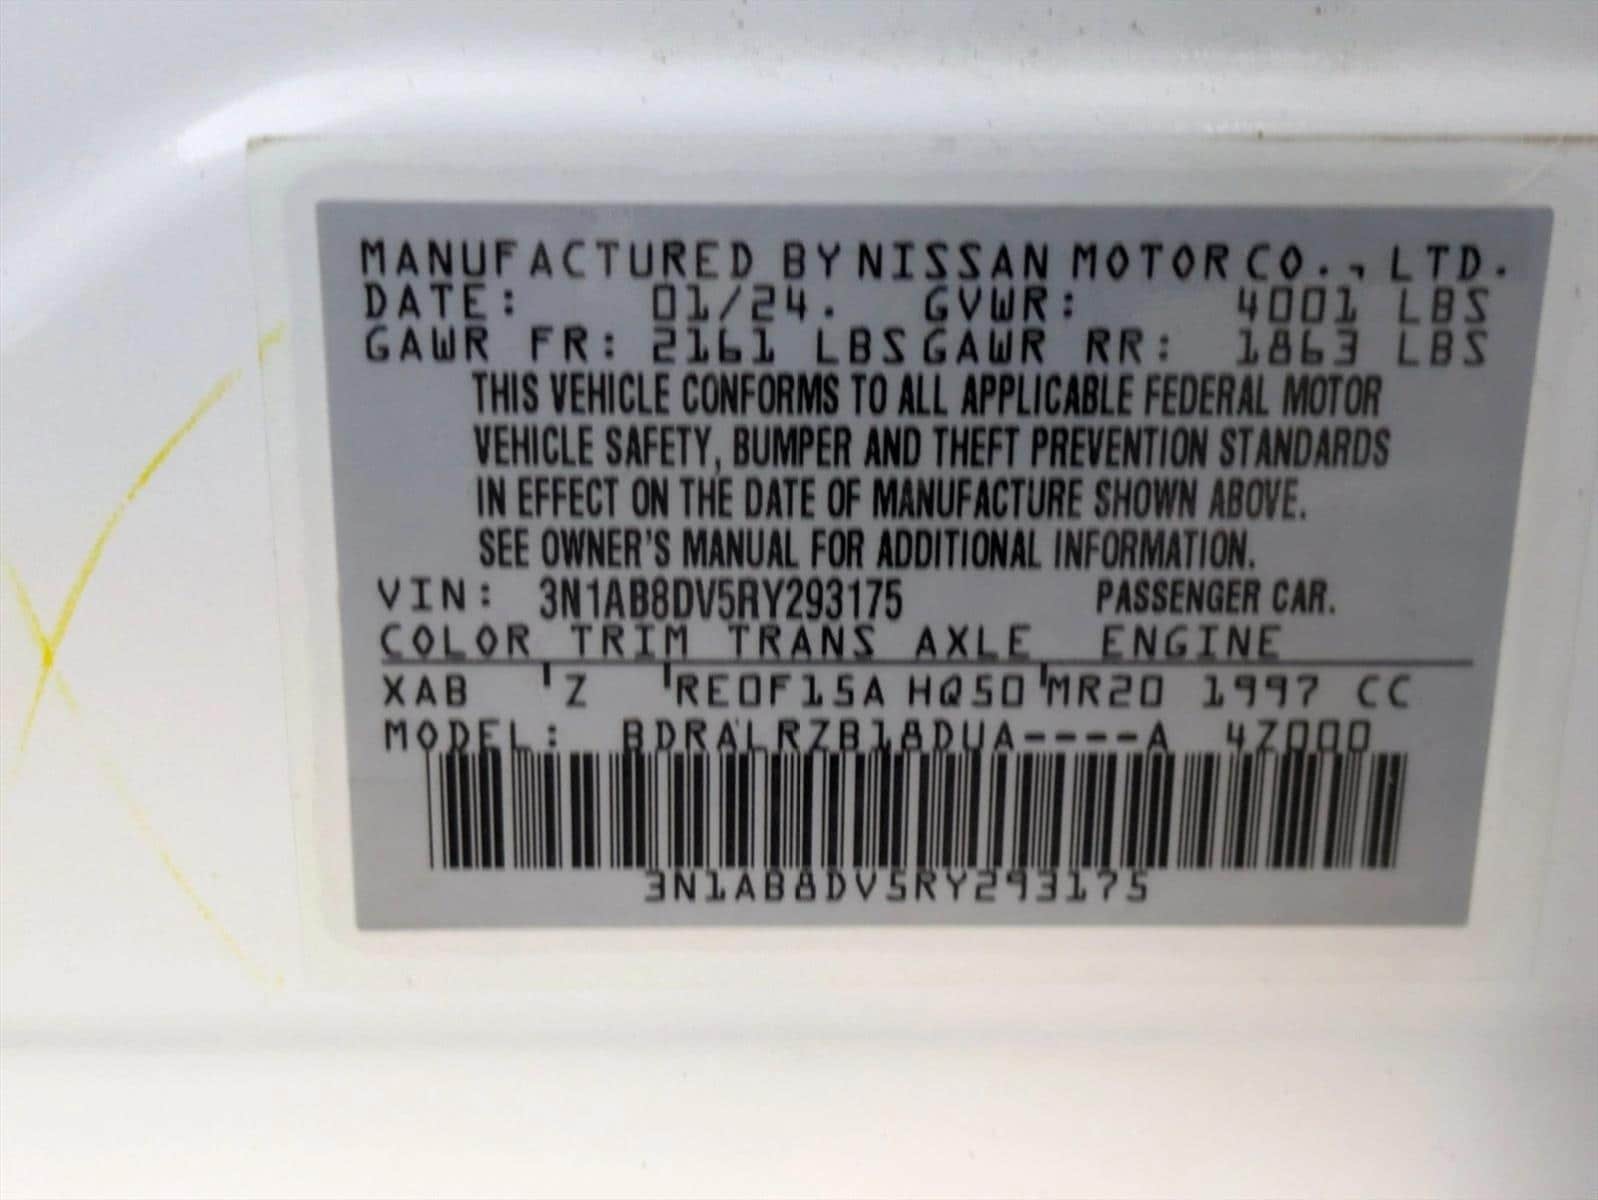 MANUFACTURED BY NISSAN MOTOR CO., LTD.
DATE: 01/24. GVWR: 4001 LBS
GAWR FR: 2161 LBS GAWR RR: 1863 LBS
THIS VEHICLE CONFORMS TO ALL APPLICABLE FEDERAL MOTOR
VEHICLE SAFETY, BUMPER AND THEFT PREVENTION STANDARDS
IN EFFECT ON THE DATE OF MANUFACTURE SHOWN ABOVE.
SEE OWNER'S MANUAL FOR ADDITIONAL INFORMATION.
VIN: 3N1AB8DV5RY293175 PASSENGER CAR.
COLOR TRIM TRANS AXLE ENGINE
XAB Z RE0F15A HQ50 MR20 1997 CC
MODEL: BDRALRZB18DUA----A 4Z000
3N1AB8DV5RY293175